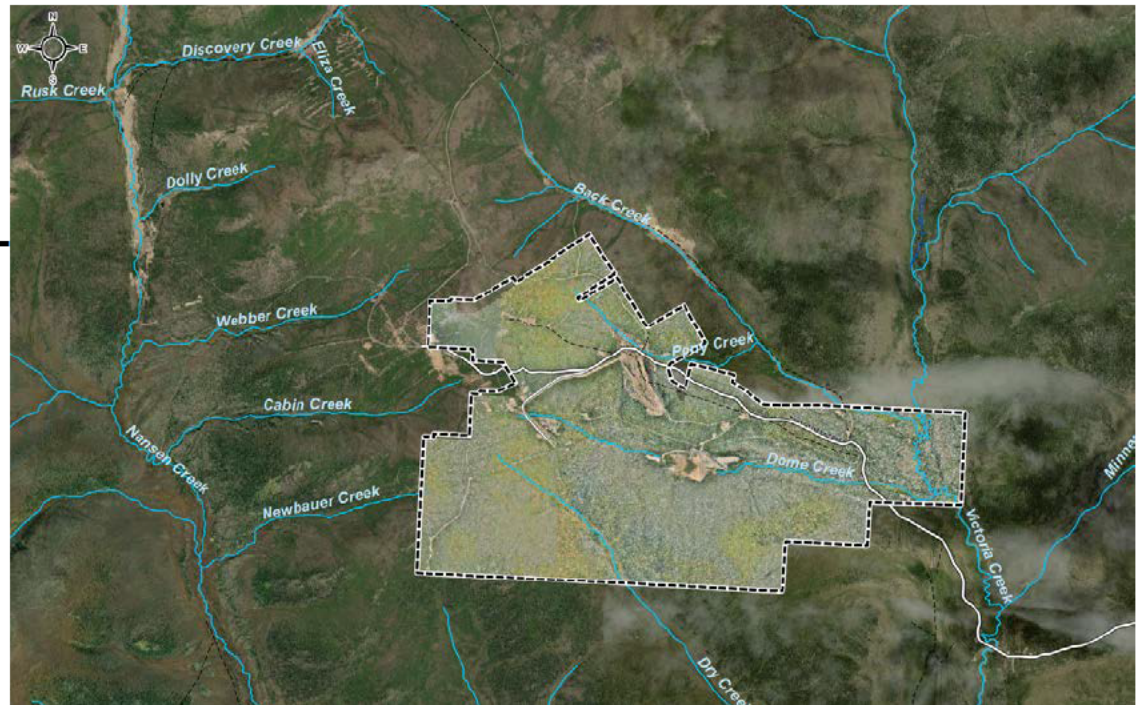 N
W E
S
Discovery Creek
Eliza Creek
Rusk Creek
Dolly Creek
Back Creek
Webber Creek
Pony Creek
Cabin Creek
Nansen Creek
Dome Creek
Newbauer Creek
Victoria Creek
Dry Creek